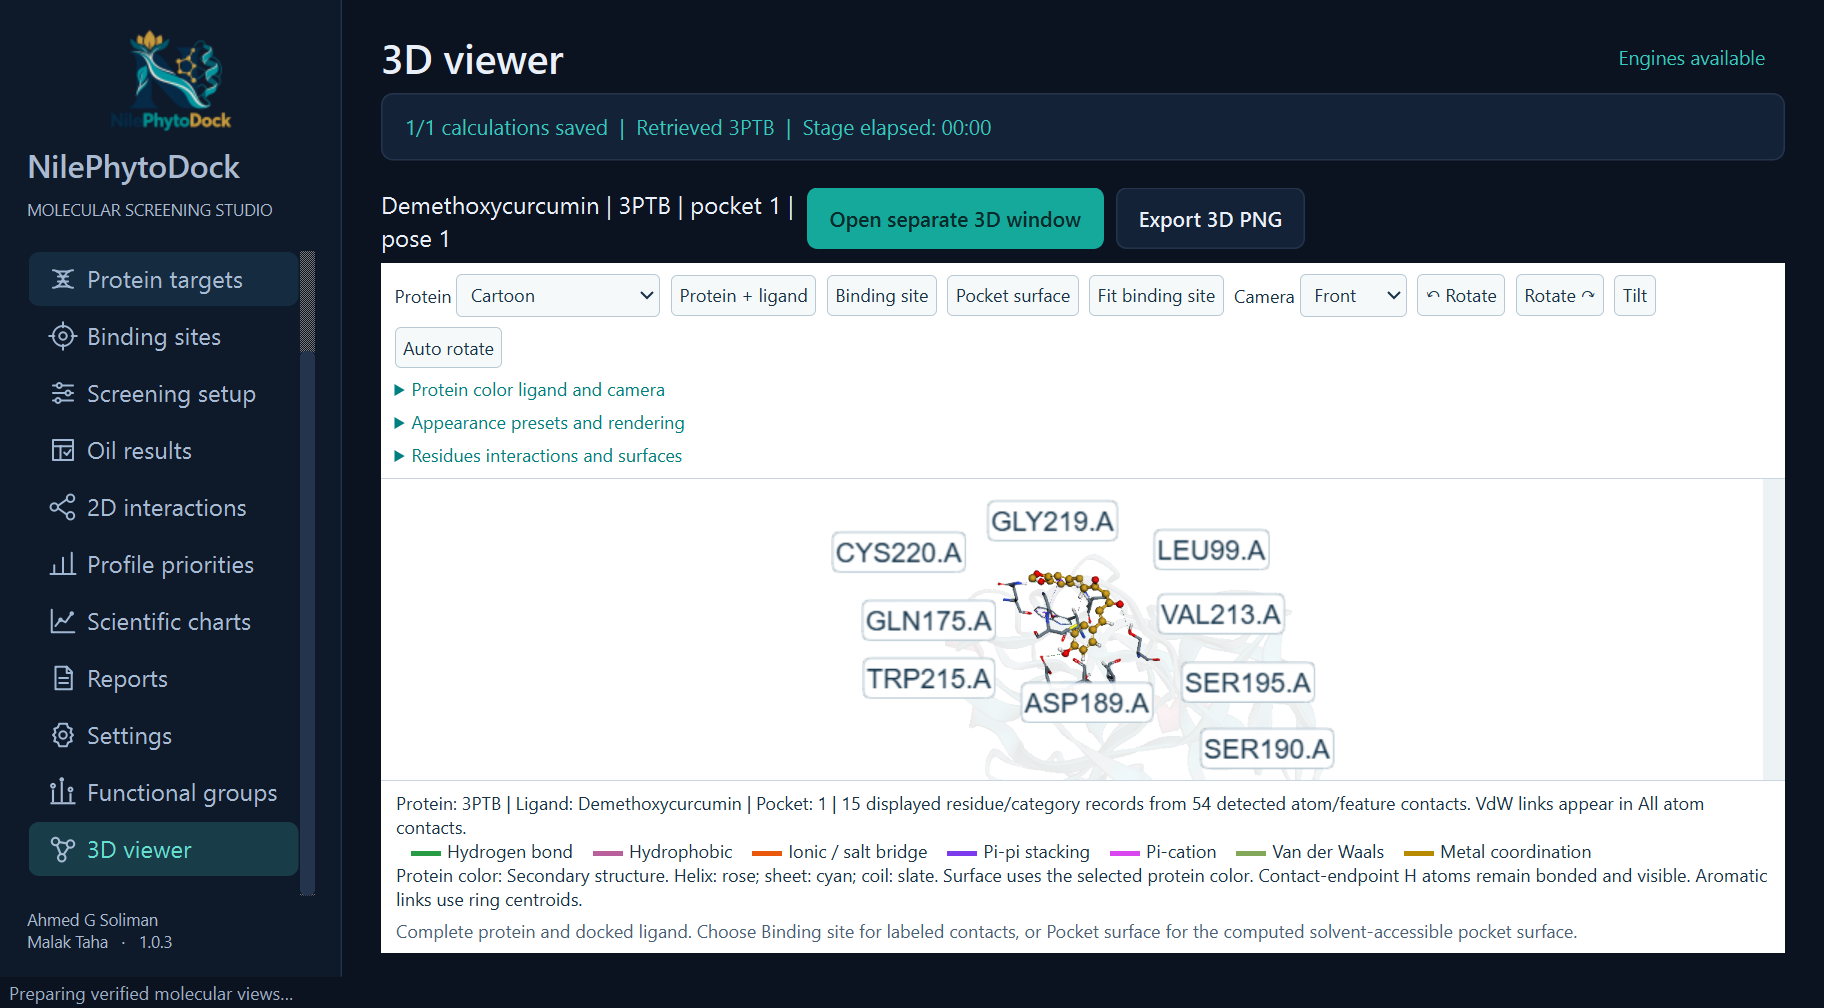 NilePhytoDock
NilePhytoDock
MOLECULAR SCREENING STUDIO
Protein targets
Binding sites
Screening setup
Oil results
2D interactions
Profile priorities
Scientific charts
Reports
Settings
Functional groups
3D viewer
Ahmed G Soliman
Malak Taha · 1.0.3
Preparing verified molecular views...
3D viewer
Engines available
1/1 calculations saved | Retrieved 3PTB | Stage elapsed: 00:00
Demethoxycurcumin | 3PTB | pocket 1 |
pose 1
Open separate 3D window
Export 3D PNG
Protein Cartoon Protein + ligand Binding site Pocket surface Fit binding site Camera Front ↶ Rotate Rotate ↷ Tilt
Auto rotate
▶ Protein color ligand and camera
▶ Appearance presets and rendering
▶ Residues interactions and surfaces
GLY219.A
CYS220.A
LEU99.A
GLN175.A
VAL213.A
TRP215.A
SER195.A
ASP189.A
SER190.A
Protein: 3PTB | Ligand: Demethoxycurcumin | Pocket: 1 | 15 displayed residue/category records from 54 detected atom/feature contacts. VdW links appear in All atom
contacts.
Hydrogen bond Hydrophobic Ionic / salt bridge Pi-pi stacking Pi-cation Van der Waals Metal coordination
Protein color: Secondary structure. Helix: rose; sheet: cyan; coil: slate. Surface uses the selected protein color. Contact-endpoint H atoms remain bonded and visible. Aromatic
links use ring centroids.
Complete protein and docked ligand. Choose Binding site for labeled contacts, or Pocket surface for the computed solvent-accessible pocket surface.